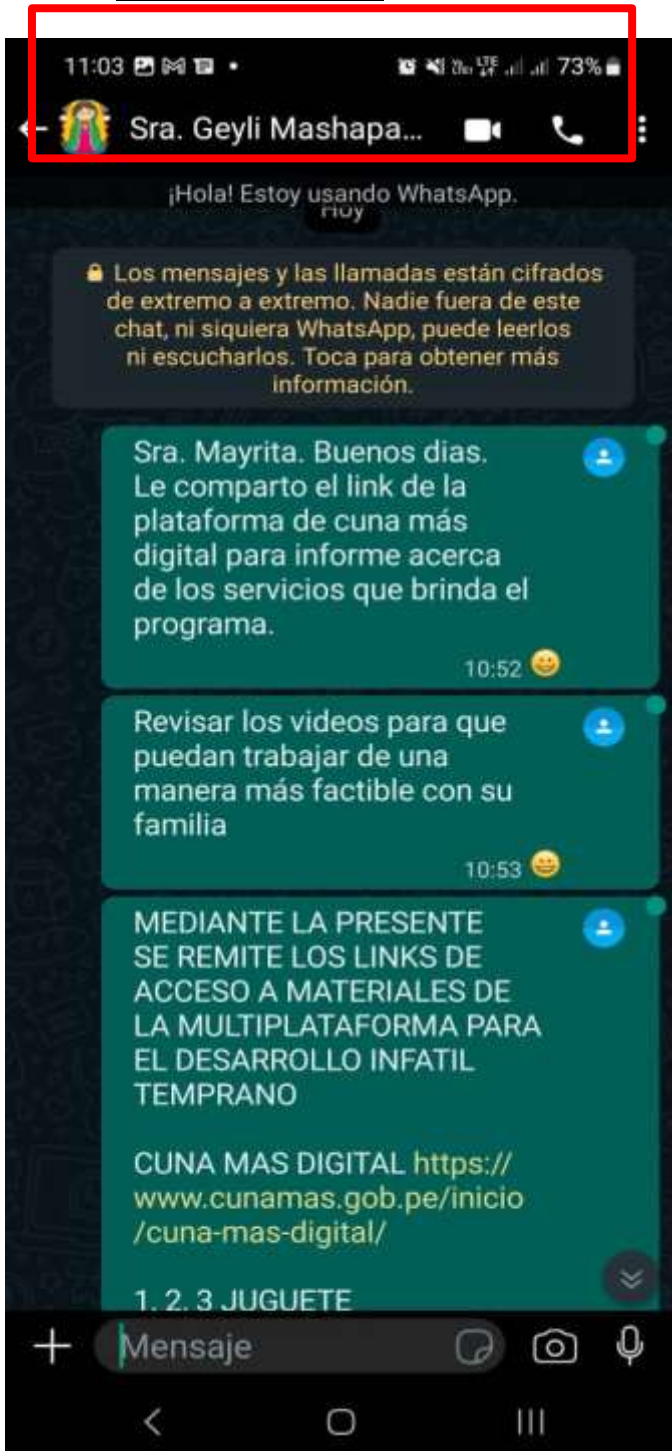 11:03 73%
Sra. Geyli Mashapa...
¡Hola! Estoy usando WhatsApp.
Hoy
Los mensajes y las llamadas están cifrados
de extremo a extremo. Nadie fuera de este
chat, ni siquiera WhatsApp, puede leerlos
ni escucharlos. Toca para obtener más
información.
Sra. Mayrita. Buenos dias.
Le comparto el link de la
plataforma de cuna más
digital para informe acerca
de los servicios que brinda el
programa.
10:52 😀
Revisar los videos para que
puedan trabajar de una
manera más factible con su
familia
10:53 😀
MEDIANTE LA PRESENTE
SE REMITE LOS LINKS DE
ACCESO A MATERIALES DE
LA MULTIPLATAFORMA PARA
EL DESARROLLO INFATIL
TEMPRANO
CUNA MAS DIGITAL https://
www.cunamas.gob.pe/inicio
/cuna-mas-digital/
1, 2, 3 JUGUETE
Mensaje